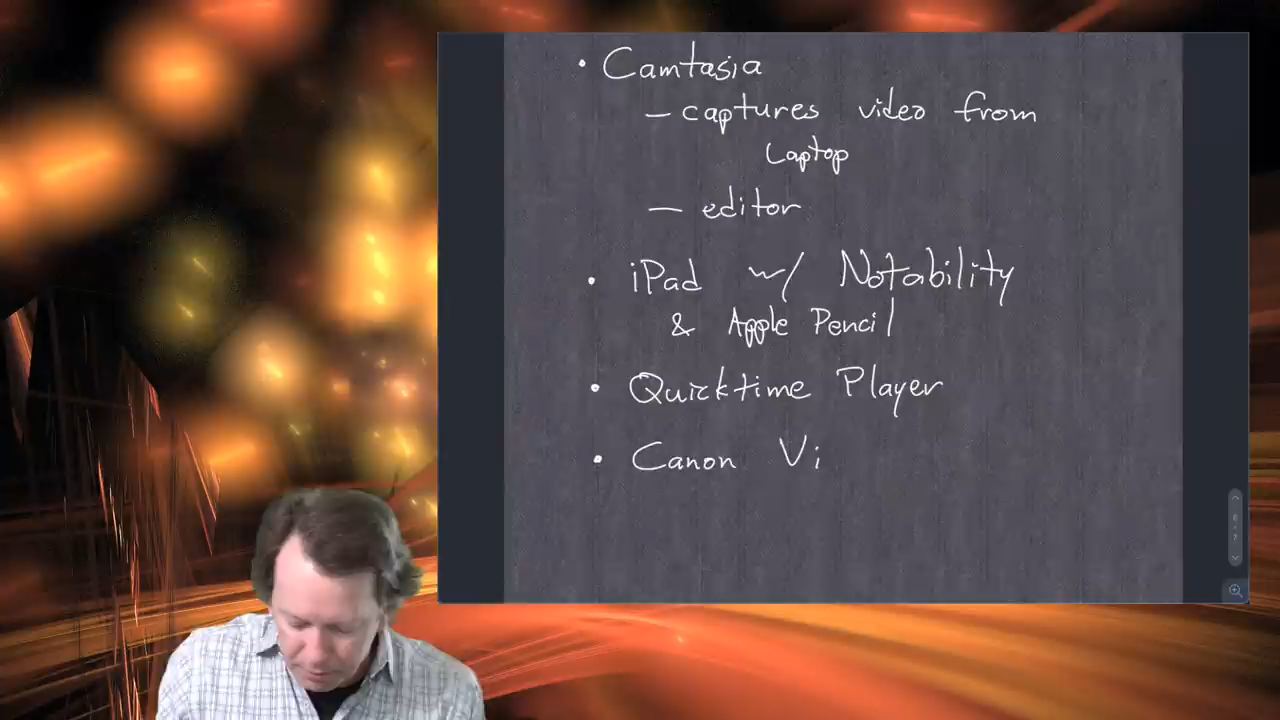 • Camtasia
— captures video from
Laptop
— editor
• iPad w/ Notability
& Apple Pencil
• Quicktime Player
• Canon Vi